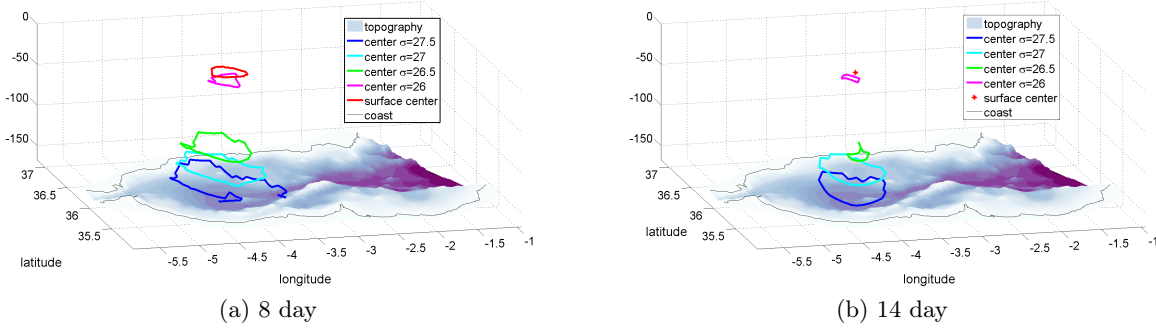 0
-50
-100
-150
37
36.5
36
35.5
latitude
-5.5
-5
-4.5
-4
-3.5
-3
-2.5
-2
-1.5
-1
longitude
topography
center σ=27.5
center σ=27
center σ=26.5
center σ=26
surface center
coast
(a) 8 day
0
-50
-100
-150
37
36.5
36
35.5
latitude
-5.5
-5
-4.5
-4
-3.5
-3
-2.5
-2
-1.5
-1
longitude
topography
center σ=27.5
center σ=27
center σ=26.5
center σ=26
surface center
coast
(b) 14 day